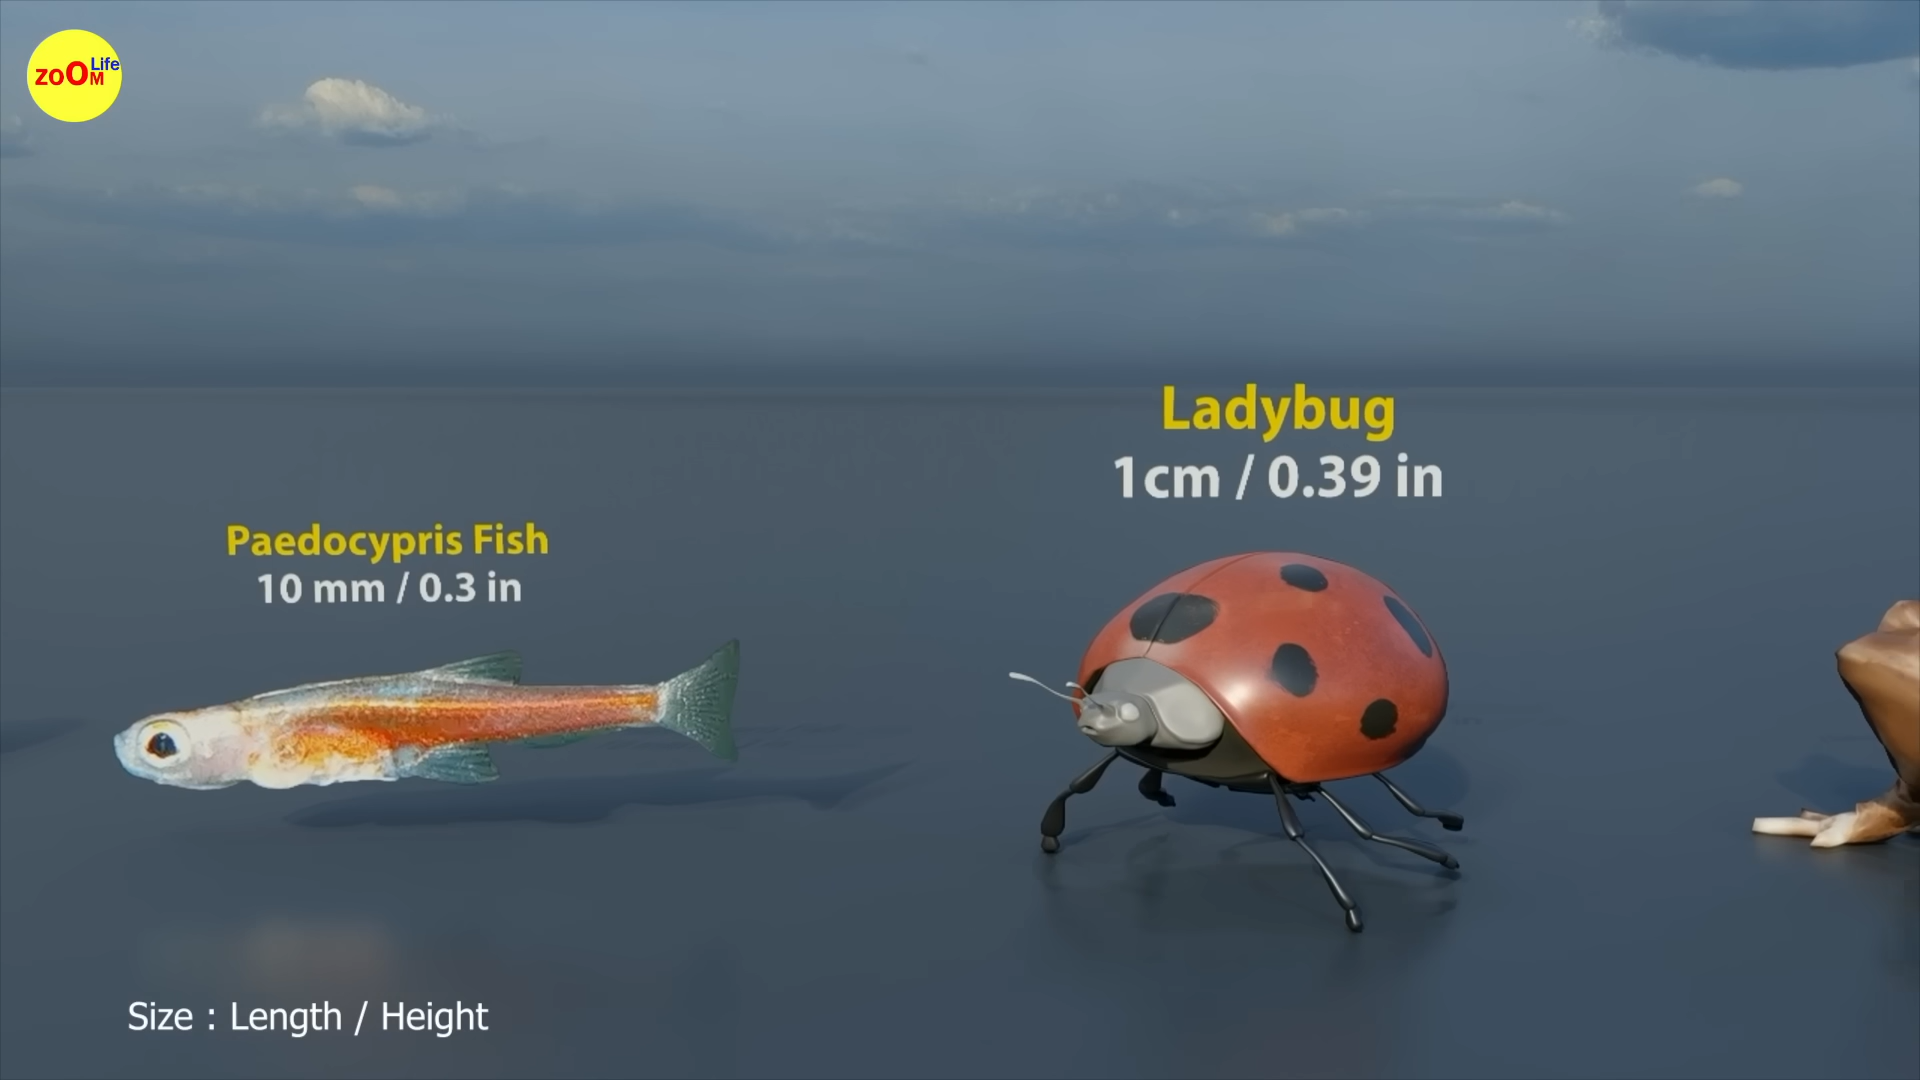 zoOM Life
Ladybug
1cm / 0.39 in
Paedocypris Fish
10 mm / 0.3 in
Size : Length / Height